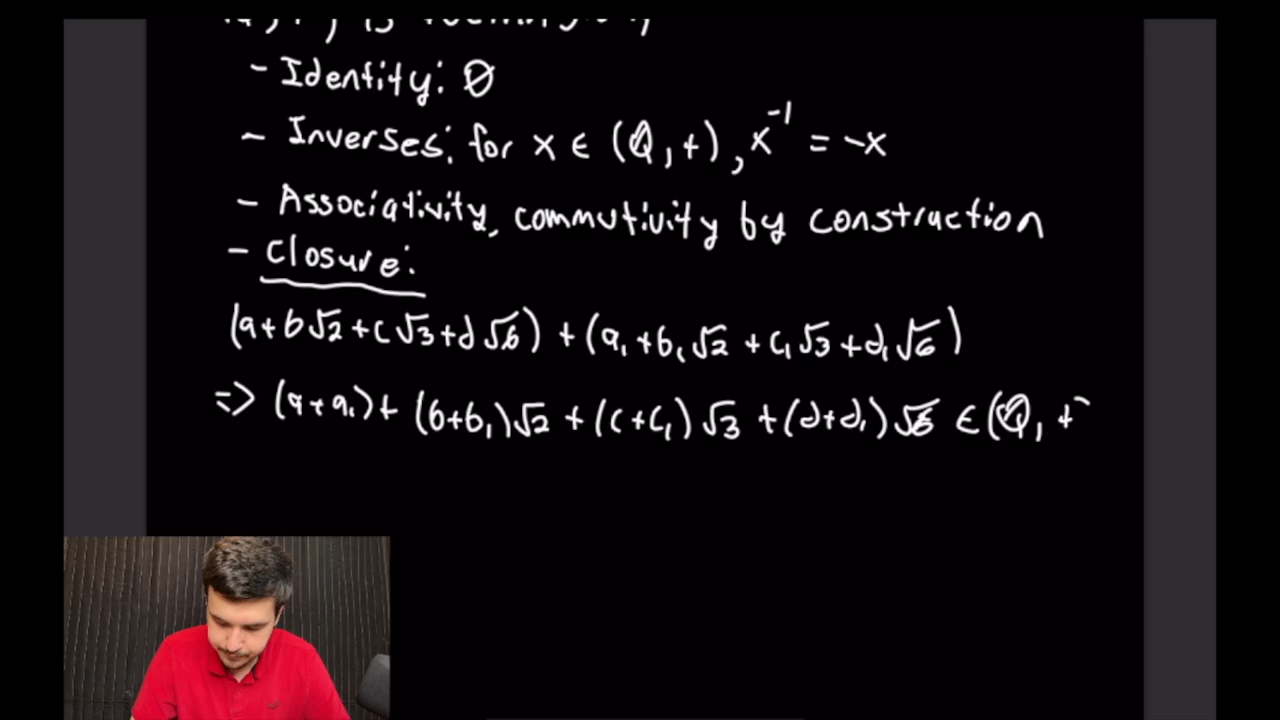 - Identity: 0
- Inverses: for x ∈ (Q, +), x⁻¹ = -x
- Associativity, commutivity by construction
- Closure:
(a+b√2+c√3+d√6) + (a₁+b₁√2+c₁√3+d₁√6)
=> (a+a₁)+(b+b₁)√2+(c+c₁)√3+(d+d₁)√6 ∈ (Q, +